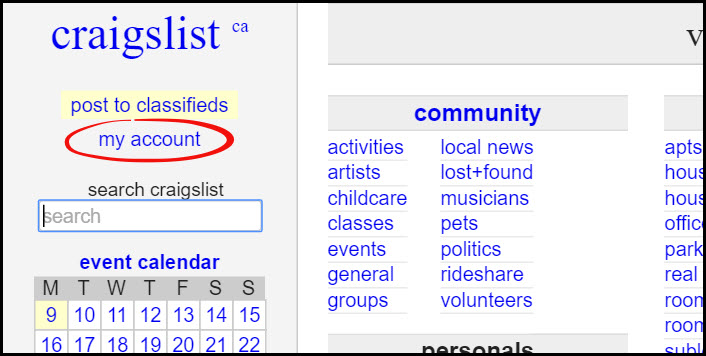 craigslist ca
post to classifieds
my account
search craigslist
search
event calendar
M T W T F S S
9 10 11 12 13 14 15
16 17 18 19 20 21 22
community
activities
artists
childcare
classes
events
general
groups
local news
lost+found
musicians
pets
politics
rideshare
volunteers
personals
apts
hous
hous
offic
park
real
room
room
suble